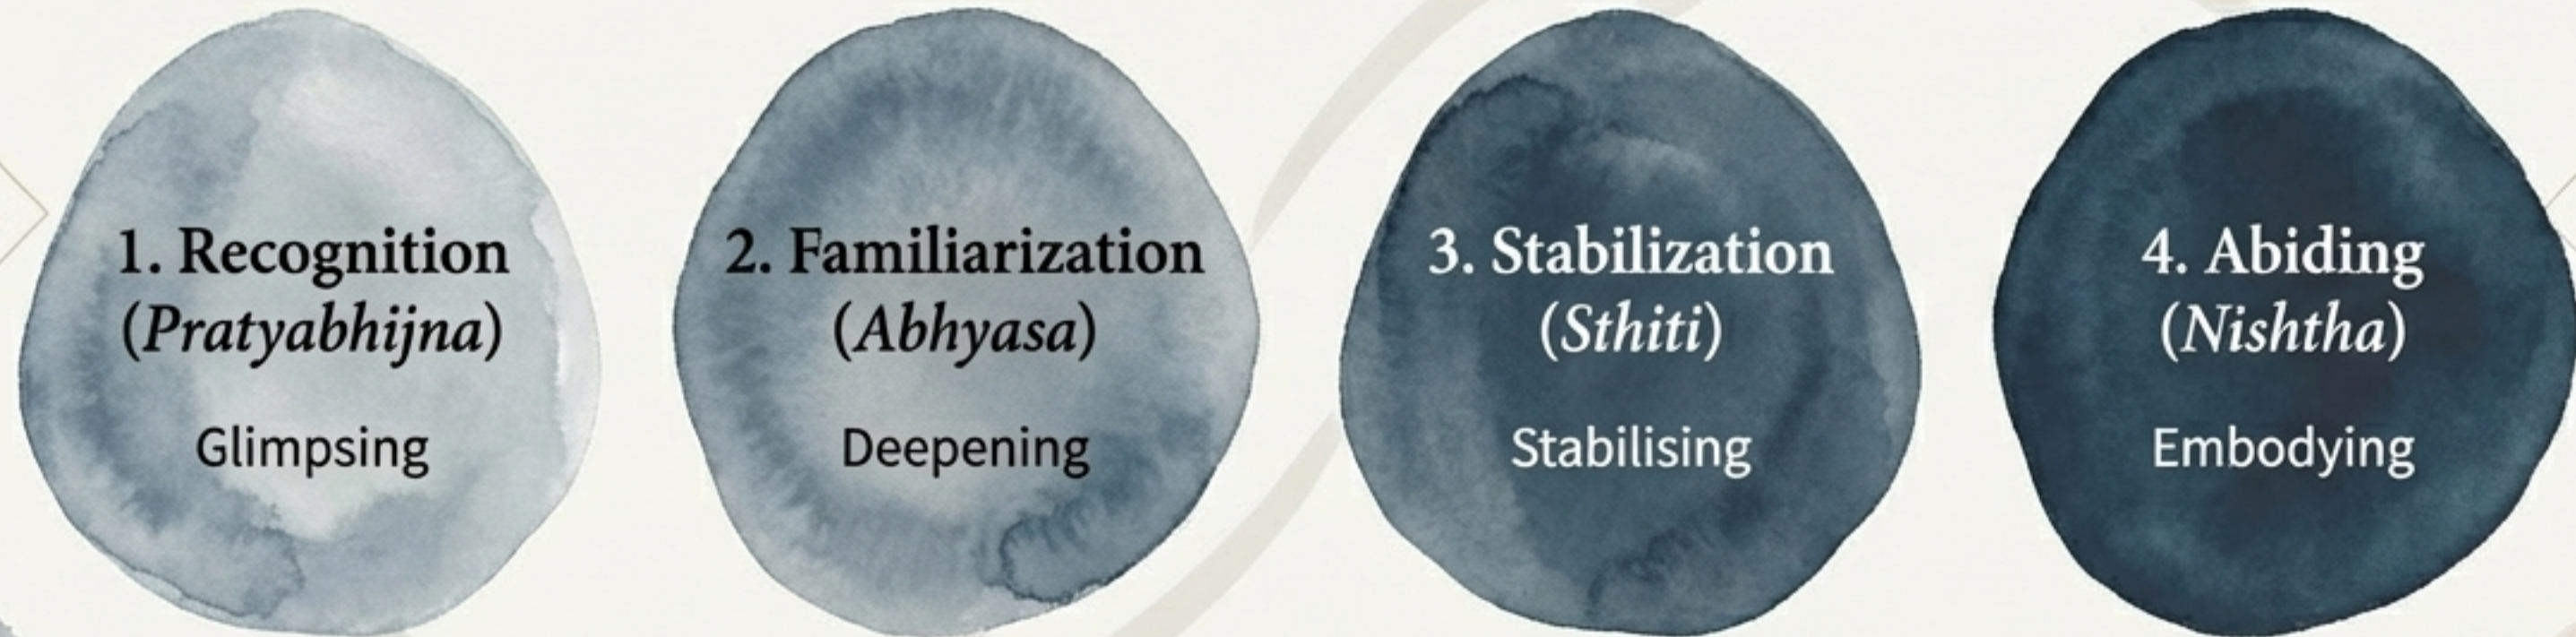 1. Recognition
(Pratyabhijna)
Glimpsing
2. Familiarization
(Abhyasa)
Deepening
3. Stabilization
(Sthiti)
Stabilising
4. Abiding
(Nishtha)
Embodying